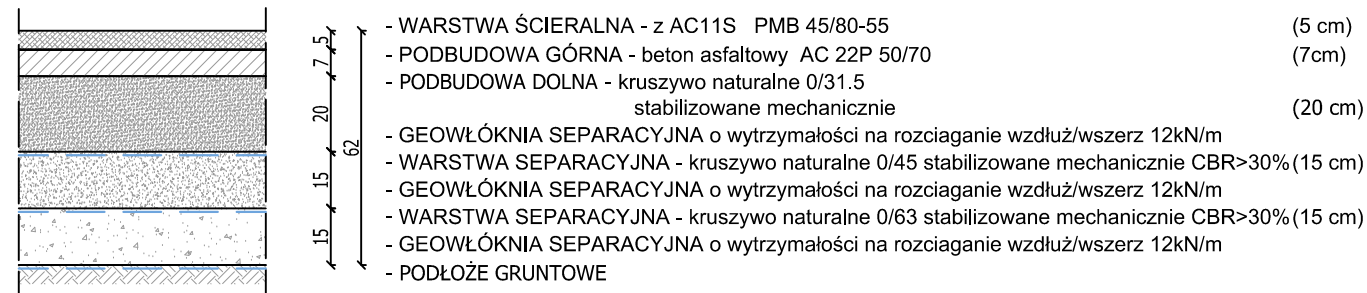 - WARSTWA ŚCIERALNA - z AC11S PMB 45/80-55 (5 cm)
- PODBUDOWA GÓRNA - beton asfaltowy AC 22P 50/70 (7cm)
- PODBUDOWA DOLNA - kruszywo naturalne 0/31.5
stabilizowane mechanicznie (20 cm)
- GEOWŁÓKNIA SEPARACYJNA o wytrzymałości na rozciaganie wzdłuż/wszerz 12kN/m
- WARSTWA SEPARACYJNA - kruszywo naturalne 0/45 stabilizowane mechanicznie CBR>30% (15 cm)
- GEOWŁÓKNIA SEPARACYJNA o wytrzymałości na rozciaganie wzdłuż/wszerz 12kN/m
- WARSTWA SEPARACYJNA - kruszywo naturalne 0/63 stabilizowane mechanicznie CBR>30% (15 cm)
- GEOWŁÓKNIA SEPARACYJNA o wytrzymałości na rozciaganie wzdłuż/wszerz 12kN/m
- PODŁOŻE GRUNTOWE
5
7
20
15
15
62